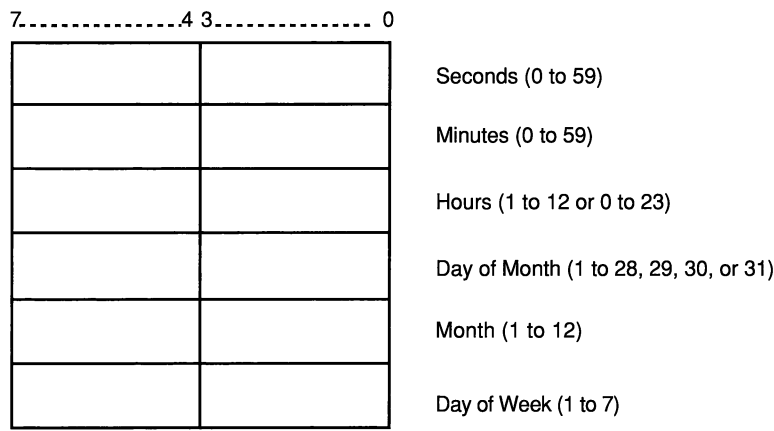 7.....................4 3.................... 0
Seconds (0 to 59)
Minutes (0 to 59)
Hours (1 to 12 or 0 to 23)
Day of Month (1 to 28, 29, 30, or 31)
Month (1 to 12)
Day of Week (1 to 7)